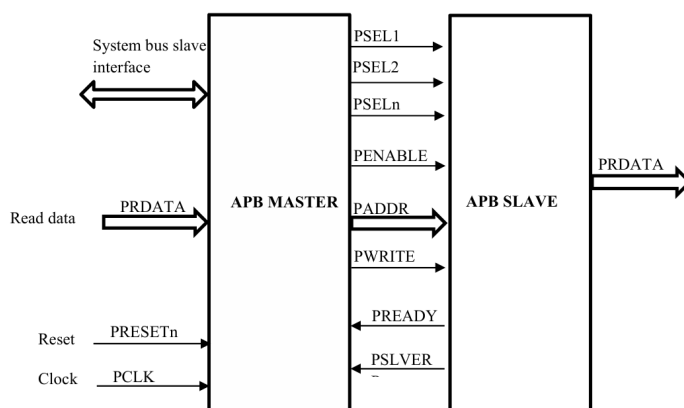 System bus slave
interface
Read data
PRDATA
Reset
PRESETn
Clock
PCLK
APB MASTER
PSEL1
PSEL2
PSELn
PENABLE
PADDR
PWRITE
PREADY
PSLVER
APB SLAVE
PRDATA